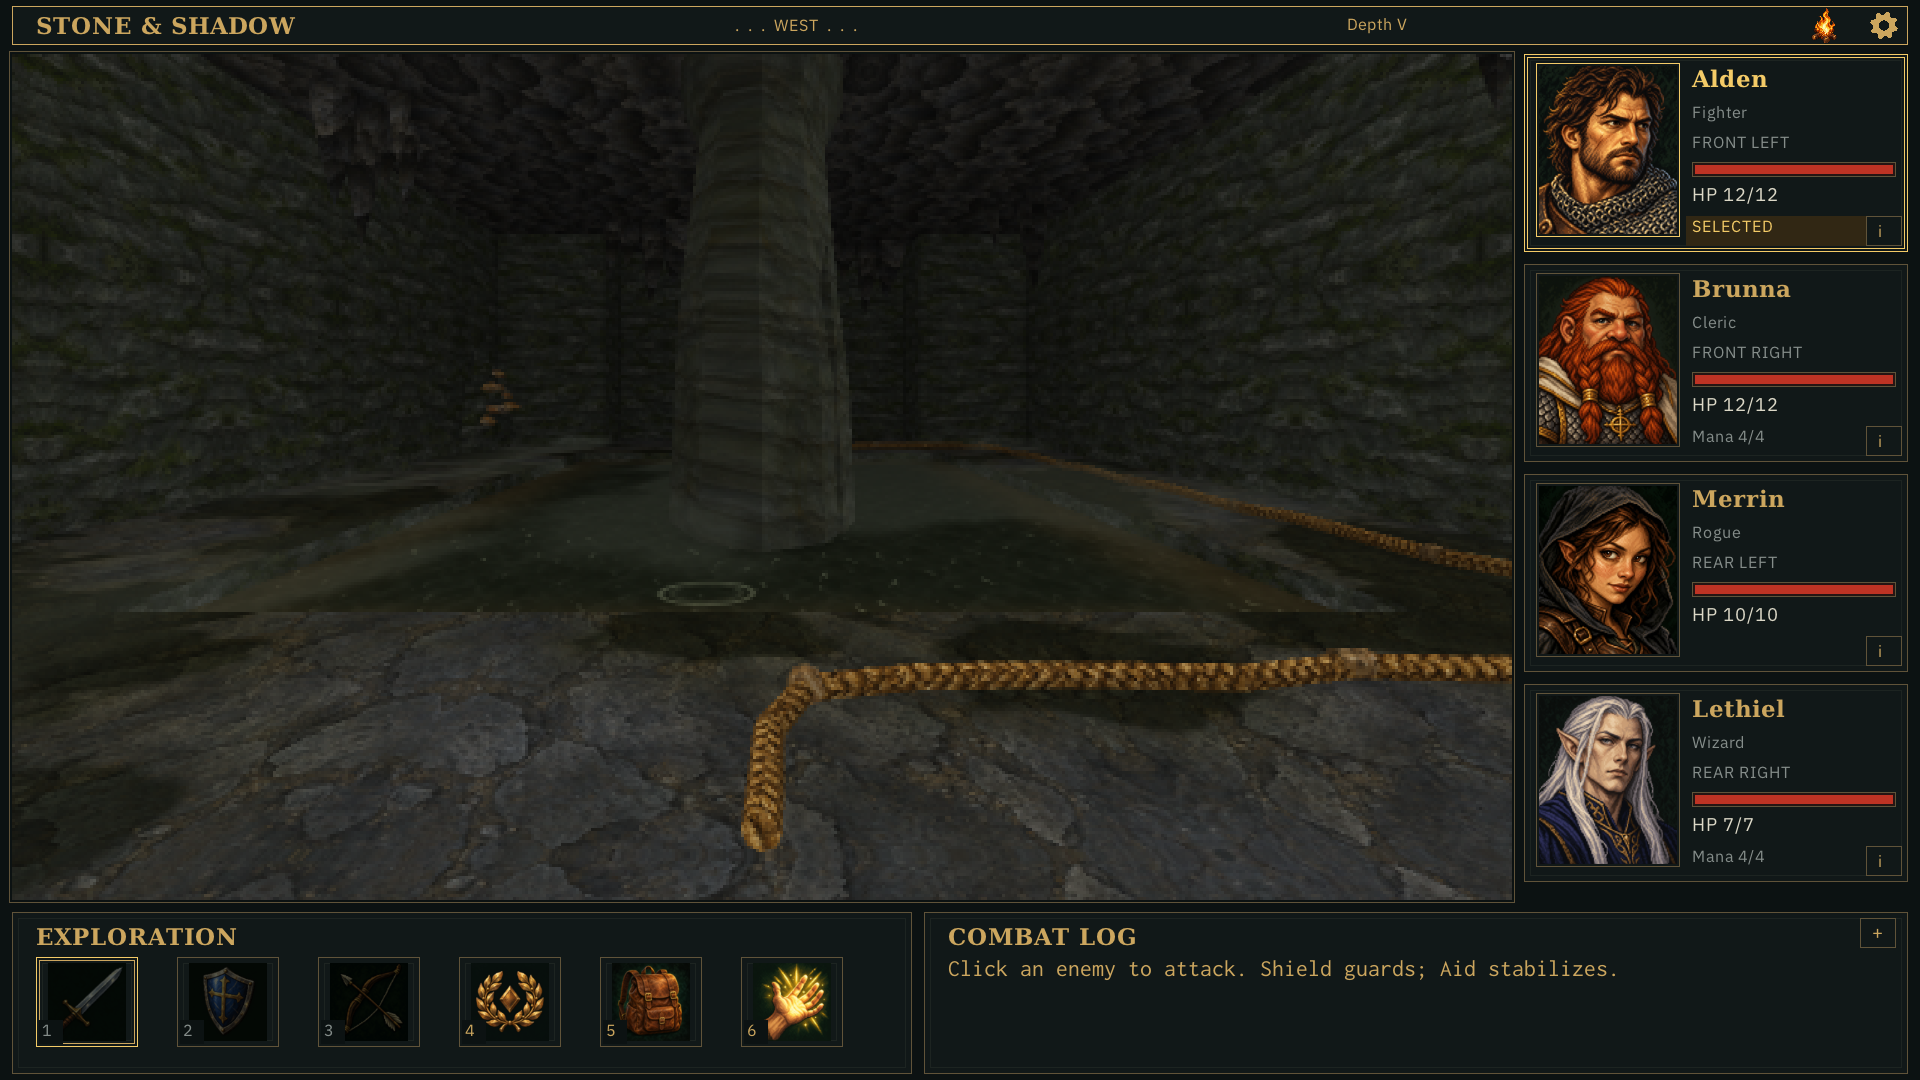 STONE & SHADOW
. . . WEST . . .
Depth V
Alden
Fighter
FRONT LEFT
HP 12/12
SELECTED
i
Brunna
Cleric
FRONT RIGHT
HP 12/12
Mana 4/4
i
Merrin
Rogue
REAR LEFT
HP 10/10
i
Lethiel
Wizard
REAR RIGHT
HP 7/7
Mana 4/4
i
EXPLORATION
1 2 3 4 5 6
COMBAT LOG
+
Click an enemy to attack. Shield guards; Aid stabilizes.